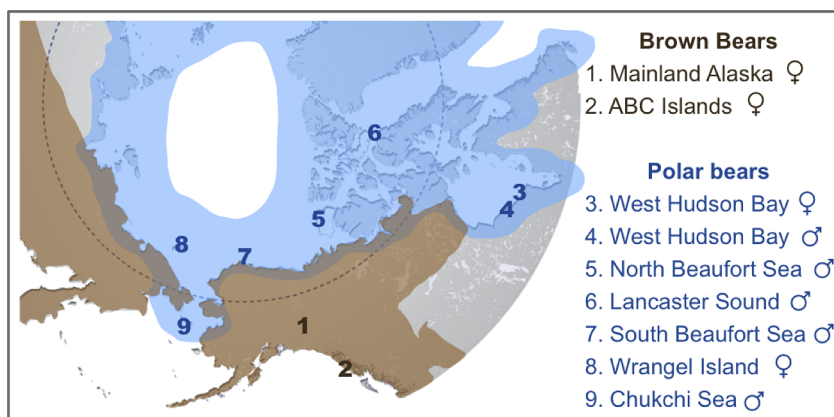 Brown Bears
1. Mainland Alaska ♀
2. ABC Islands ♀
Polar bears
3. West Hudson Bay ♀
4. West Hudson Bay ♂
5. North Beaufort Sea ♂
6. Lancaster Sound ♂
7. South Beaufort Sea ♂
8. Wrangel Island ♀
9. Chukchi Sea ♂
6
3
4
5
8
7
9
1
2